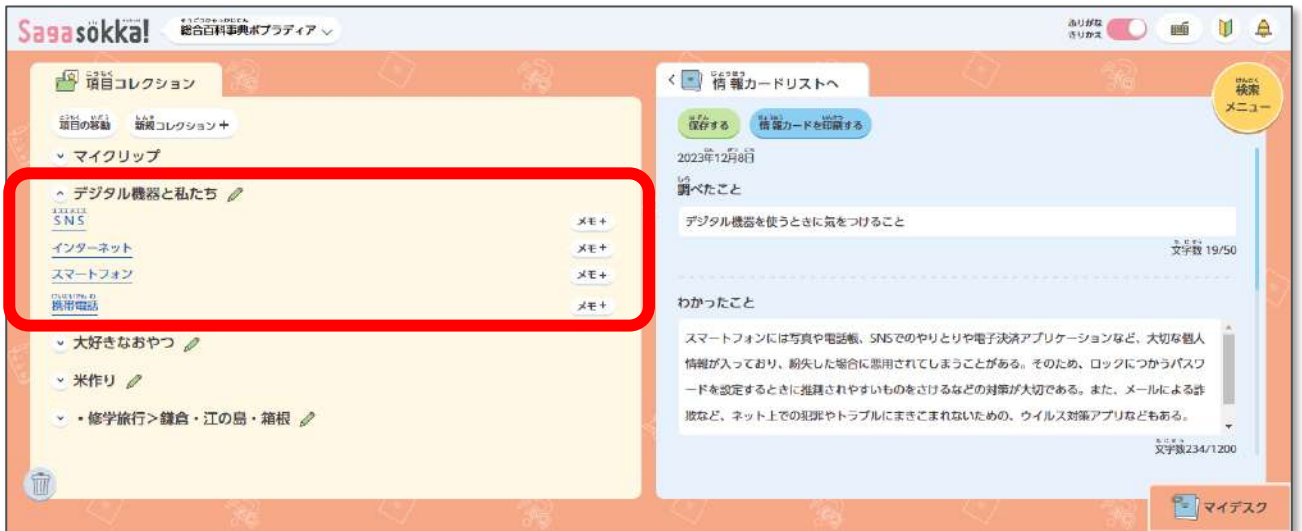 Sagasokka!
総合百科事典ポプラディア
ふりがな
きりかえ
項目コレクション
項目の移動 新規コレクション+
マイクリップ
デジタル機器と私たち
SNS メモ+
インターネット メモ+
スマートフォン メモ+
携帯電話 メモ+
大好きなおやつ
米作り
・修学旅行>鎌倉・江の島・箱根
情報カードリストへ
検索
メニュー
保存する 情報カードを印刷する
2023年12月8日
調べたこと
デジタル機器を使うときに気をつけること
文字数 19/50
わかったこと
スマートフォンには写真や電話帳、SNSでのやりとりや電子決済アプリケーションなど、大切な個人
情報が入っており、紛失した場合に悪用されてしまうことがある。そのため、ロックにつかうパスワ
ードを設定するときに推測されやすいものをさけるなどの対策が大切である。また、メールによる詐
欺など、ネット上での犯罪やトラブルにまきこまれないための、ウイルス対策アプリなどもある。
文字数234/1200
マイデスク